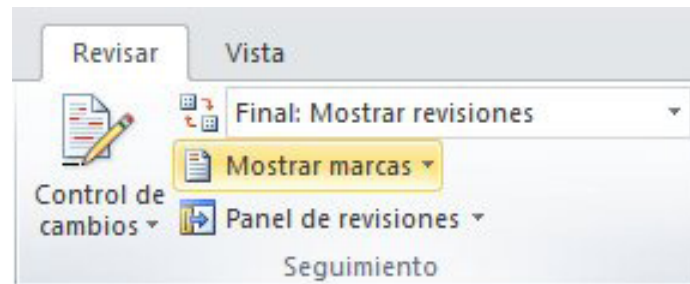 Revisar
Vista
Final: Mostrar revisiones
Mostrar marcas
Control de
cambios
Panel de revisiones
Seguimiento